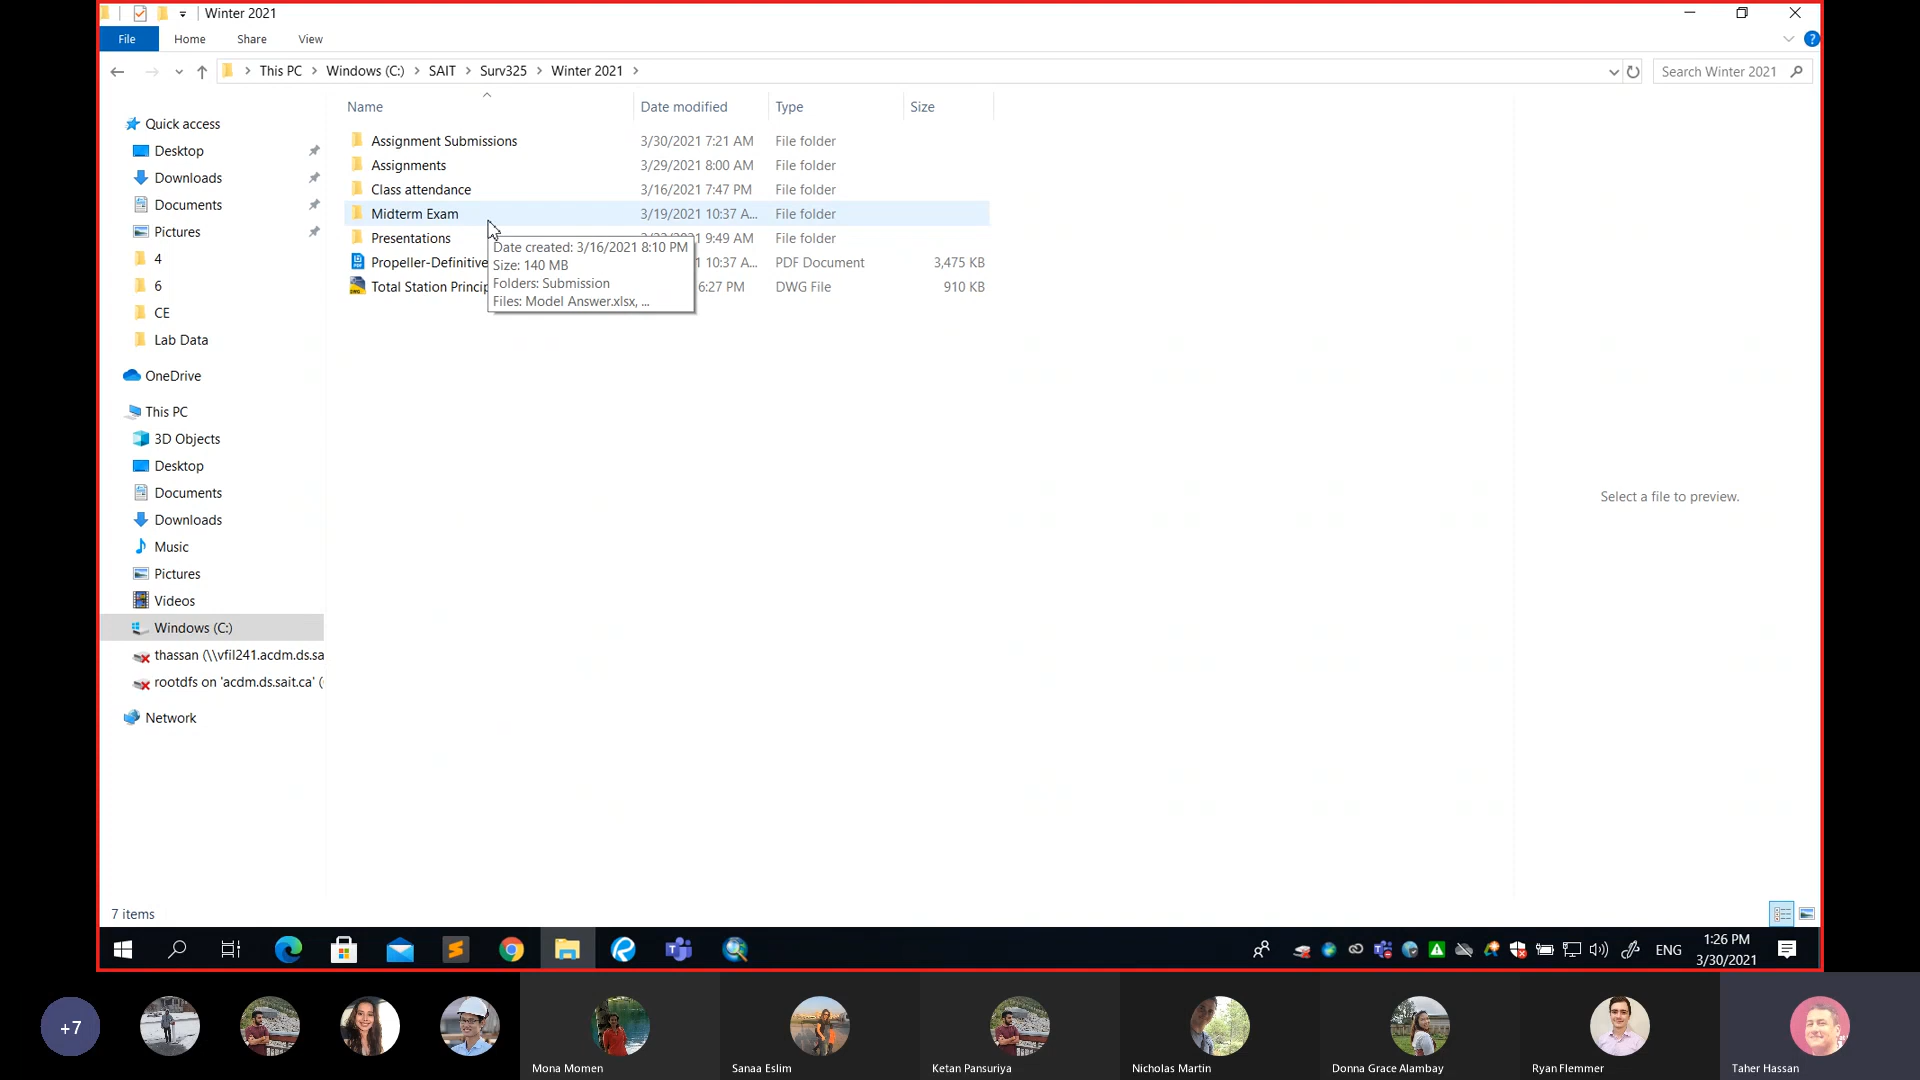 Winter 2021
File
Home
Share
View
This PC
Windows (C:)
SAIT
Surv325
Winter 2021
Search Winter 2021
Name
Date modified
Type
Size
Assignment Submissions
3/30/2021 7:21 AM
File folder
Assignments
3/29/2021 8:00 AM
File folder
Class attendance
3/16/2021 7:47 PM
File folder
Midterm Exam
3/19/2021 10:37 A...
File folder
Presentations
9:49 AM
File folder
Propeller-Definitive
10:37 A...
PDF Document
3,475 KB
Total Station Princip
6:27 PM
DWG File
910 KB
Date created: 3/16/2021 8:10 PM
Size: 140 MB
Folders: Submission
Files: Model Answer.xlsx, ...
Quick access
Desktop
Downloads
Documents
Pictures
4
6
CE
Lab Data
OneDrive
This PC
3D Objects
Desktop
Documents
Downloads
Music
Pictures
Videos
Windows (C:)
thassan (\\vfil241.acdm.ds.sa
rootdfs on 'acdm.ds.sait.ca' (
Network
Select a file to preview.
7 items
ENG
1:26 PM
3/30/2021
+7
Mona Momen
Sanaa Eslim
Ketan Pansuriya
Nicholas Martin
Donna Grace Alambay
Ryan Flemmer
Taher Hassan